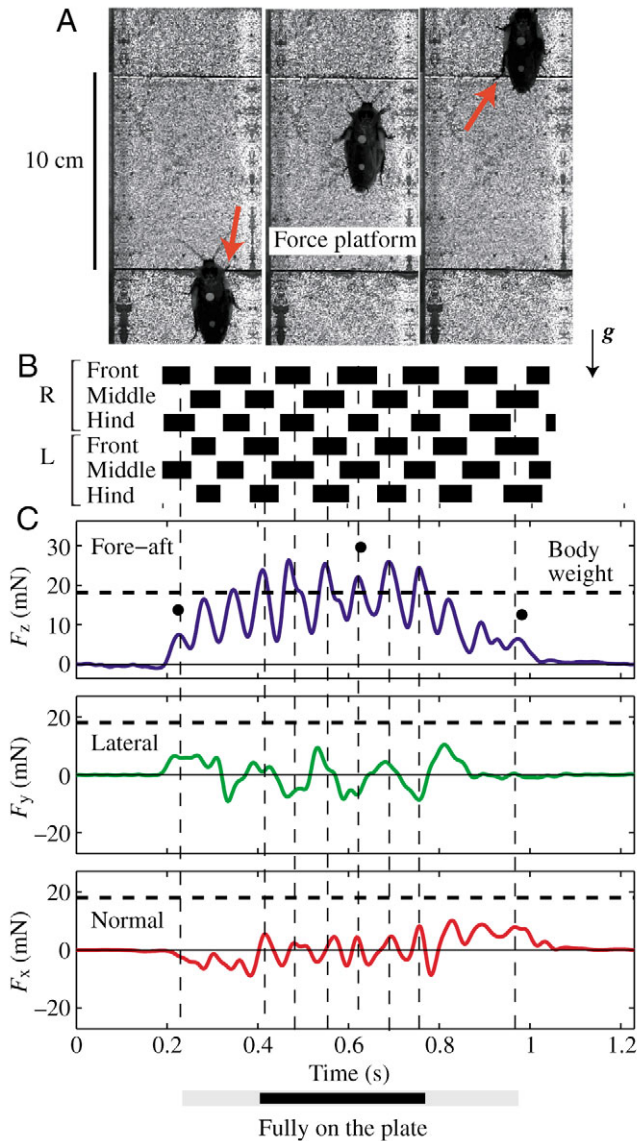 A
10 cm
Force platform
g
B
R
Front
Middle
Hind
L
Front
Middle
Hind
C
Fore-aft
Body
weight
Fz (mN)
30
20
10
0
Lateral
Fy (mN)
20
0
−20
Normal
Fx (mN)
20
0
−20
0 0.2 0.4 0.6 0.8 1 1.2
Time (s)
Fully on the plate